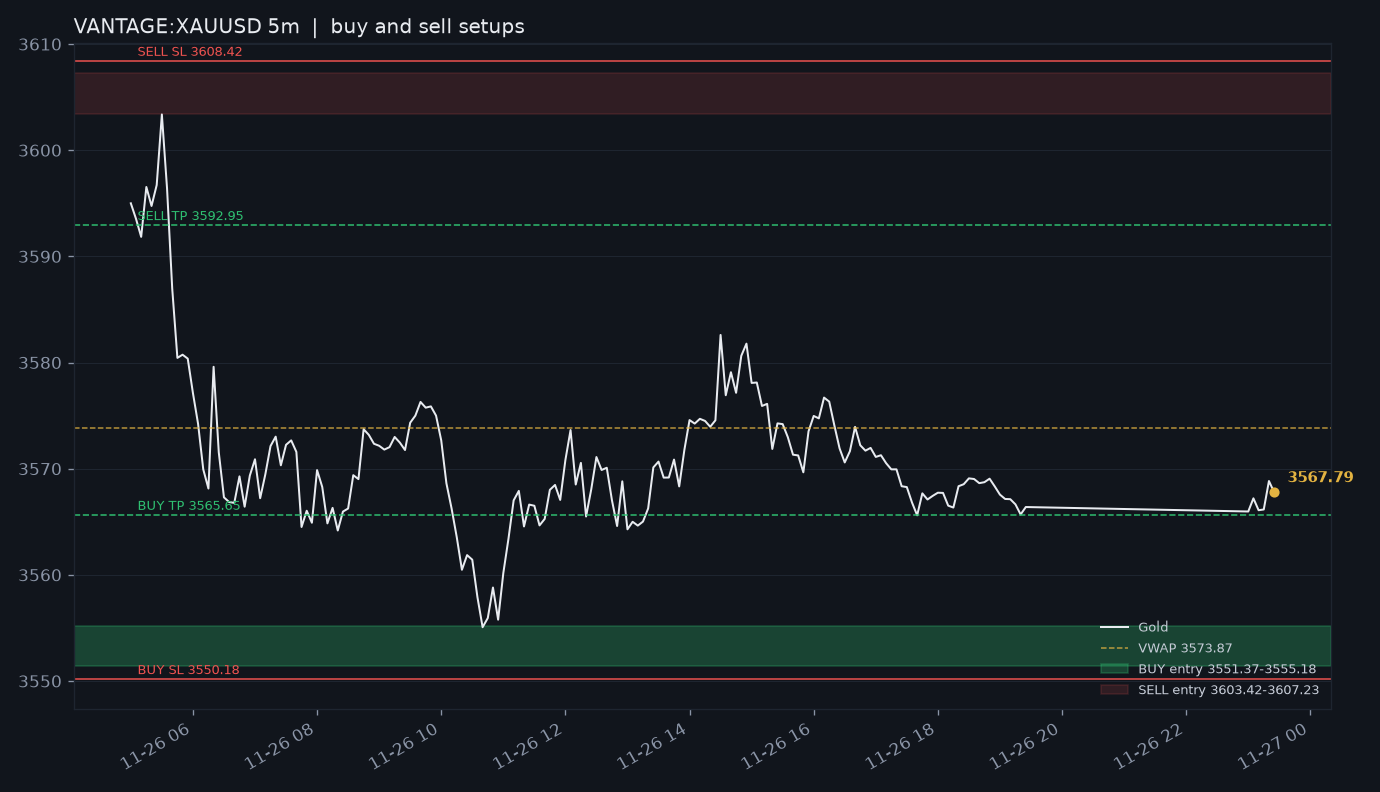 VANTAGE:XAUUSD 5m | buy and sell setups
3610
SELL SL 3608.42
3600
SELL TP 3592.95
3590
3580
3570
3567.79
BUY TP 3565.65
3560
Gold
VWAP 3573.87
BUY entry 3551.37-3555.18
SELL entry 3603.42-3607.23
BUY SL 3550.18
3550
11-26 06
11-26 08
11-26 10
11-26 12
11-26 14
11-26 16
11-26 18
11-26 20
11-26 22
11-27 00